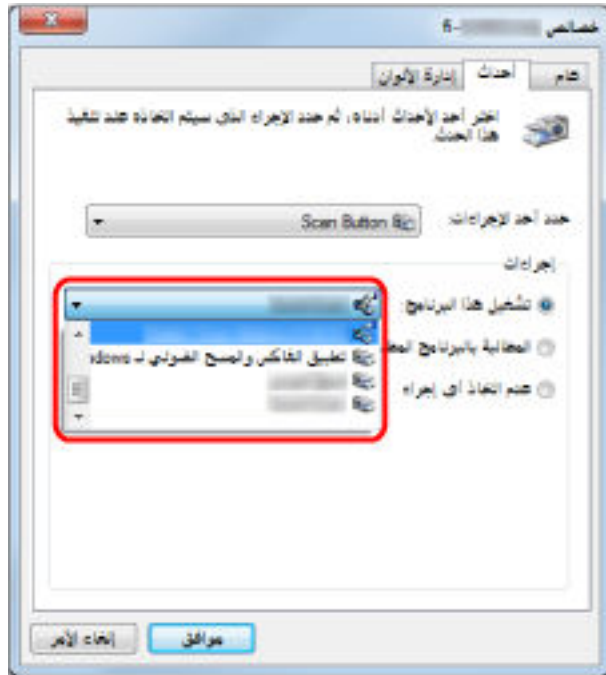 خصائص 6-
عام
أحداث
إدارة الألوان
اختر أحد الأحداث أدناه، ثم حدد الإجراء الذي سيتم اتخاذه عند تنفيذ
هذا الحدث.
حدد أحد الإجراءات:
Scan Button
إجراءات
تشغيل هذا البرنامج:
تطبيق الفاكس والمسح الضوئي لـ
المطالبة بالبرنامج
عدم اتخاذ أي إجراء
موافق
إلغاء الأمر